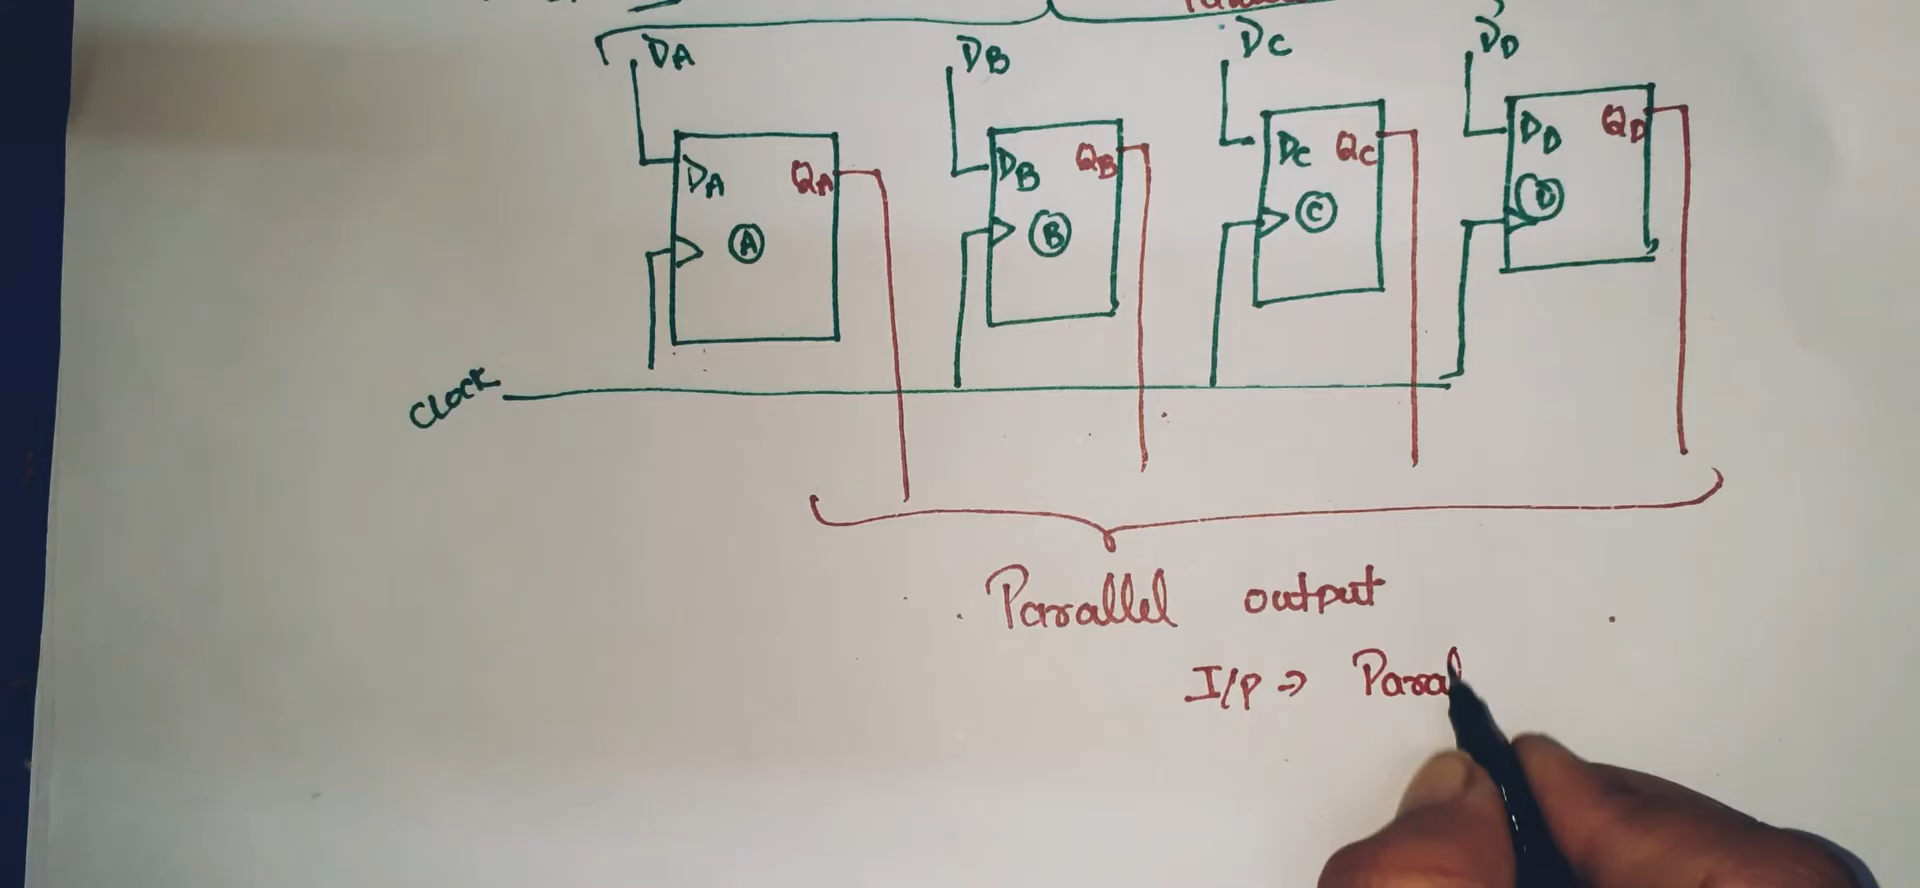 DA DB DC DD
DA QA DB QB DC QC DD QD
A B C D
Clock
Parallel output
I/P ⇒ Paral